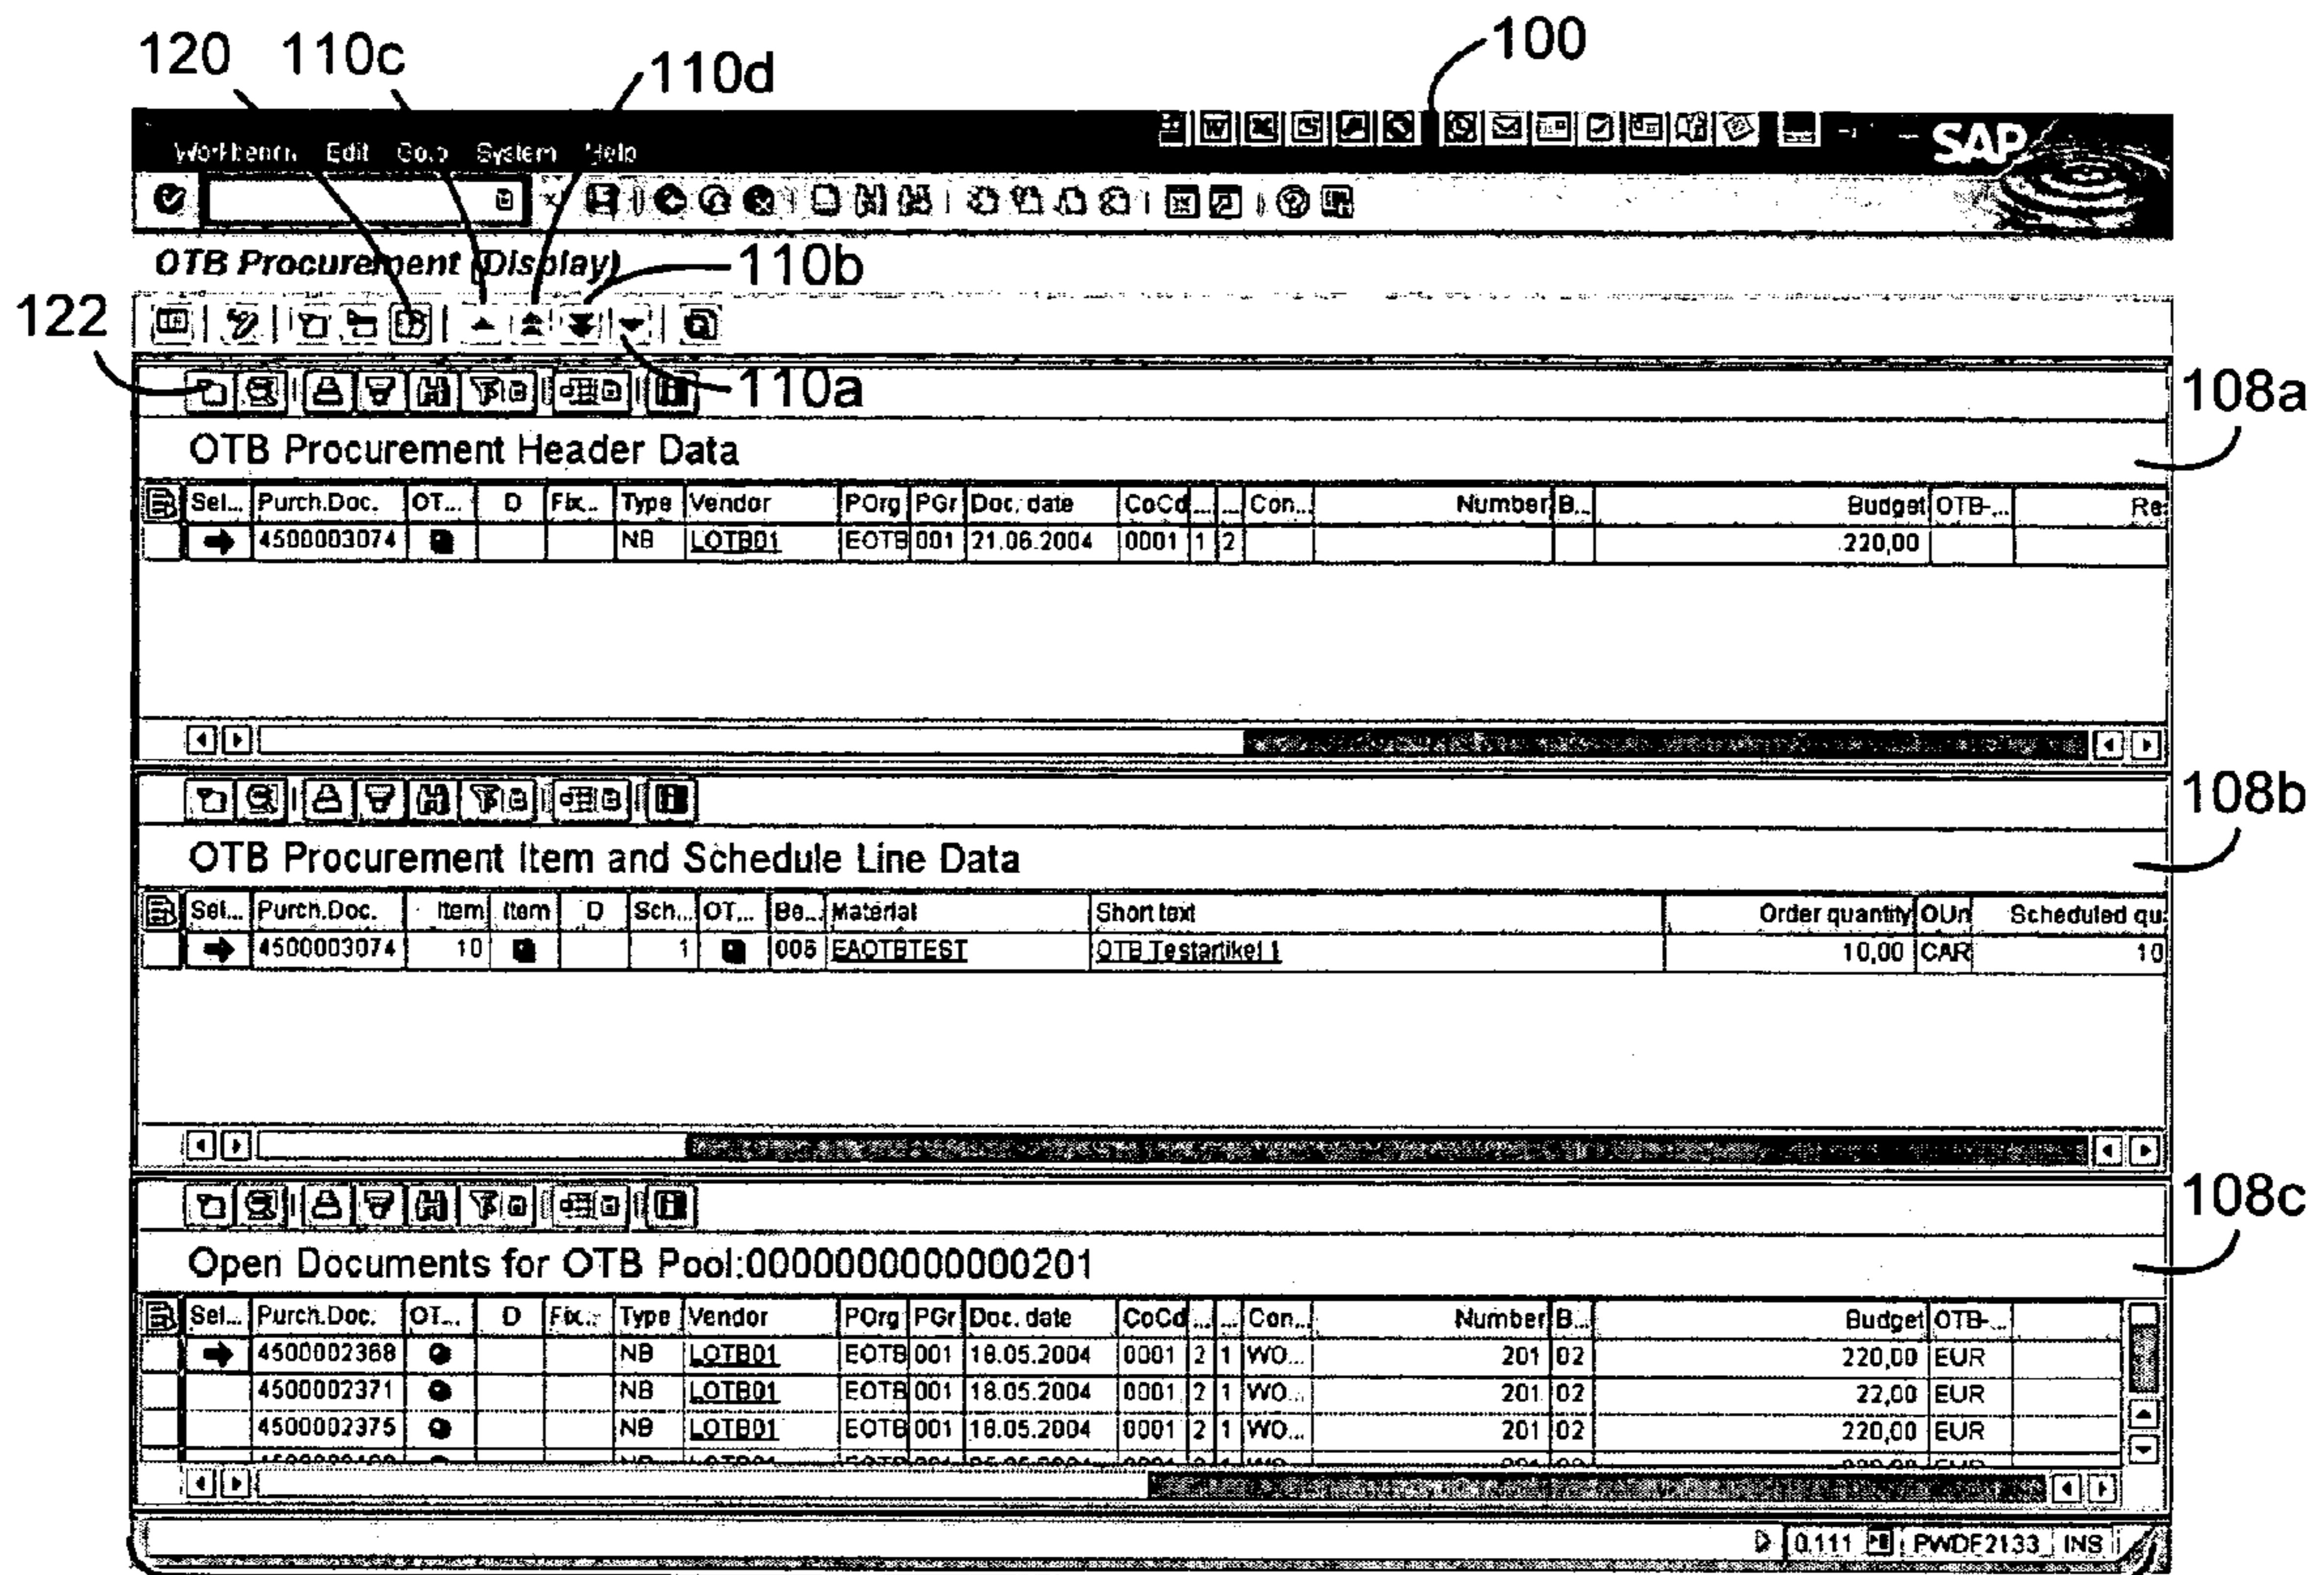 120 110c 110d 100
Workbench Edit Goto System Help SAP
OTB Procurement (Display) 110b
122
110a 108a
OTB Procurement Header Data
Sel... Purch.Doc. OT... D Fix... Type Vendor POrg PGr Doc. date CoCd ... ... Con... Number B... Budget OTB-... Re
4500003074 NB LOTB01 EOTB 001 21.06.2004 0001 1 2 220,00
108b
OTB Procurement Item and Schedule Line Data
Sel... Purch.Doc. Item Item D Sch... OT... Be... Material Short text Order quantity OUn Scheduled qu
4500003074 10 1 EAOTBTEST OTB Testartikel 1 10,00 CAR 10
108c
Open Documents for OTB Pool:0000000000000201
Sel... Purch.Doc. OT... D Fix... Type Vendor POrg PGr Doc. date CoCd ... ... Con... Number B... Budget OTB-...
4500002368 NB LOTB01 EOTB 001 18.05.2004 0001 2 1 WO... 201 02 220,00 EUR
4500002371 NB LOTB01 EOTB 001 18.05.2004 0001 2 1 WO... 201 02 22,00 EUR
4500002375 NB LOTB01 EOTB 001 18.05.2004 0001 2 1 WO... 201 02 220,00 EUR
0.111 PWDF2133 INS